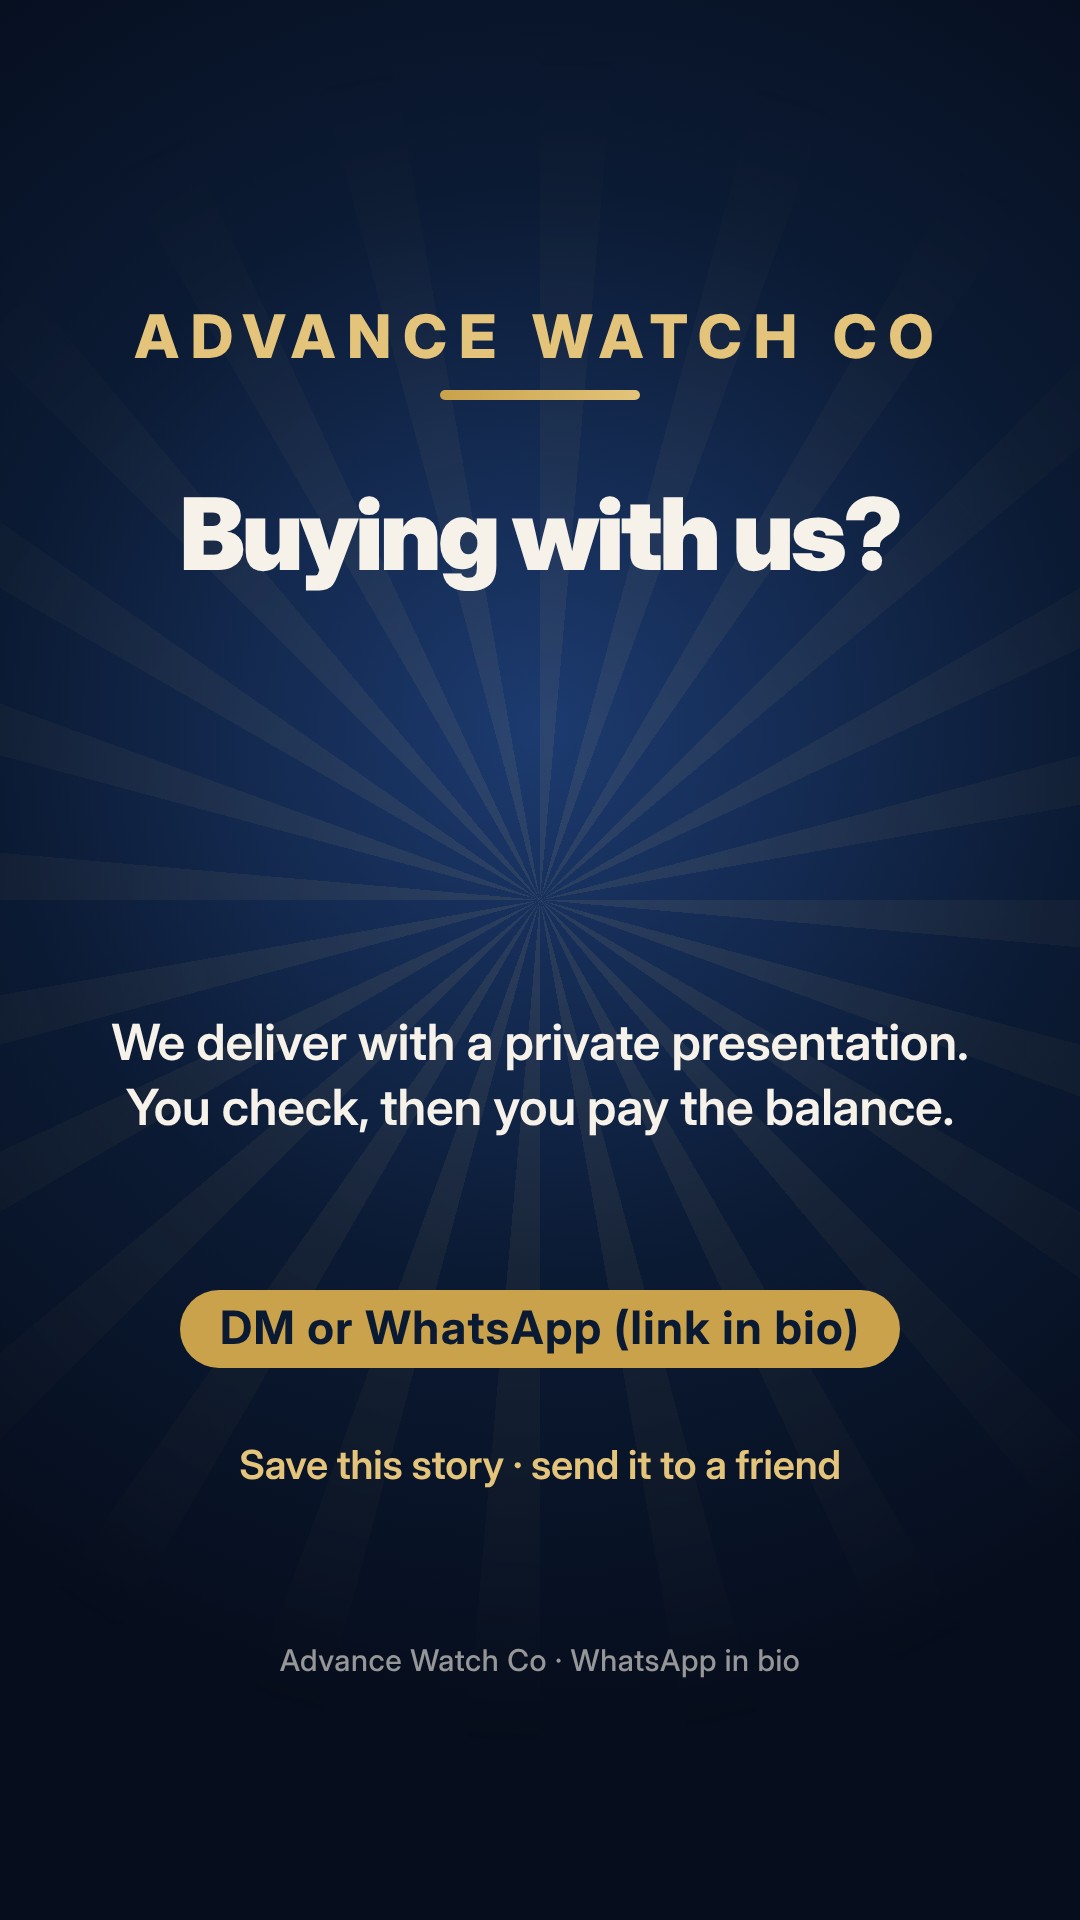 ADVANCE WATCH CO
Buying with us?
We deliver with a private presentation.
You check, then you pay the balance.
DM or WhatsApp (link in bio)
Save this story · send it to a friend
Advance Watch Co · WhatsApp in bio